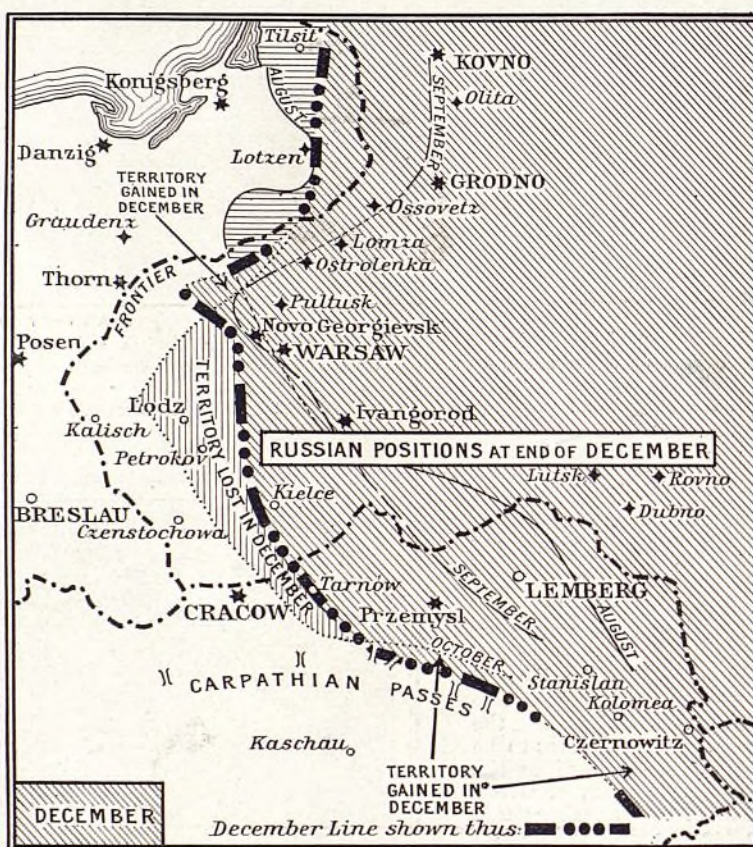 Tilsit
KOVNO
Konigsberg
AUGUST
SEPTEMBER
Olita
Danzig
Lotzen
TERRITORY
GAINED IN
DECEMBER
GRODNO
Ossovetz
Graudenz
Lomza
Ostrolenka
Thorn
FRONTIER
Pultusk
Novo Georgievsk
WARSAW
Posen
Lodz
Kalisch
Ivangorod
TERRITORY LOST IN DECEMBER
RUSSIAN POSITIONS AT END OF DECEMBER
Petrokov
Lutsk
Rovno
Kielce
Dubno
BRESLAU
Czenstochowa
Tarnow
LEMBERG
CRACOW
Przemysl
SEPTEMBER
AUGUST
OCTOBER
CARPATHIAN PASSES
Stanislau
Kolomea
Czernowitz
Kaschau
TERRITORY
GAINED IN
DECEMBER
DECEMBER
December Line shown thus: